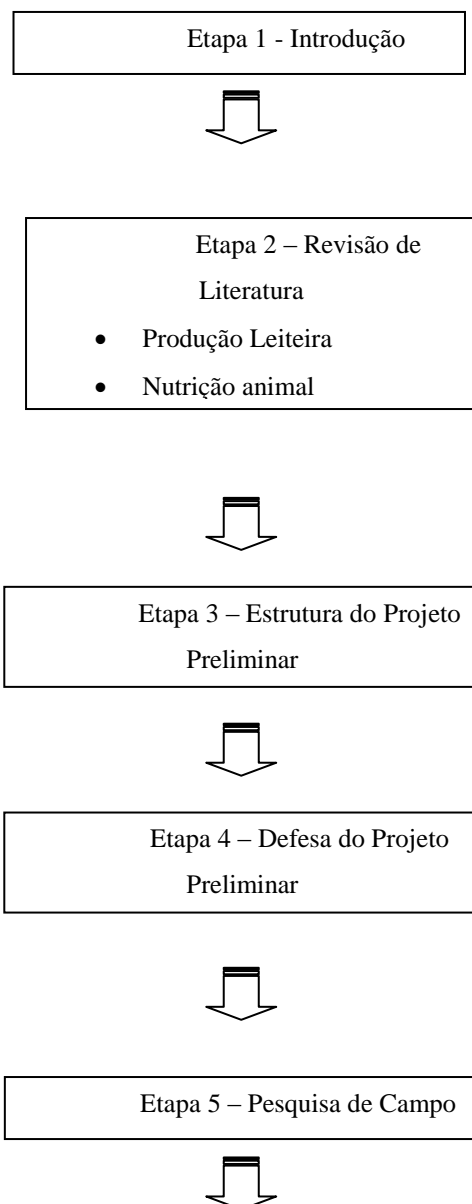 Etapa 1 - Introdução
Etapa 2 – Revisão de
Literatura
• Produção Leiteira
• Nutrição animal
Etapa 3 – Estrutura do Projeto
Preliminar
Etapa 4 – Defesa do Projeto
Preliminar
Etapa 5 – Pesquisa de Campo